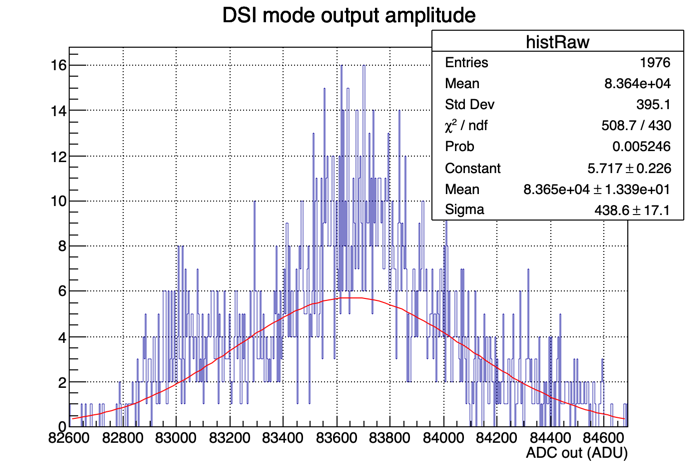 DSI mode output amplitude
histRaw
Entries 1976
Mean 8.364e+04
Std Dev 395.1
χ² / ndf 508.7 / 430
Prob 0.005246
Constant 5.717 ± 0.226
Mean 8.365e+04 ± 1.339e+01
Sigma 438.6 ± 17.1
16
14
12
10
8
6
4
2
0
82600 82800 83000 83200 83400 83600 83800 84000 84200 84400 84600
ADC out (ADU)